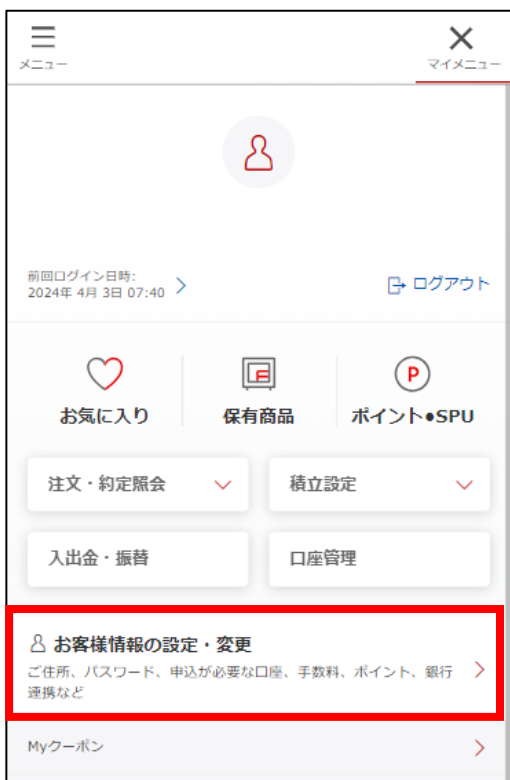 メニュー
マイメニュー
前回ログイン日時:
2024年 4月 3日 07:40
ログアウト
お気に入り
保有商品
P
ポイント●SPU
注文・約定照会
積立設定
入出金・振替
口座管理
お客様情報の設定・変更
ご住所、パスワード、申込が必要な口座、手数料、ポイント、銀行
連携など
Myクーポン